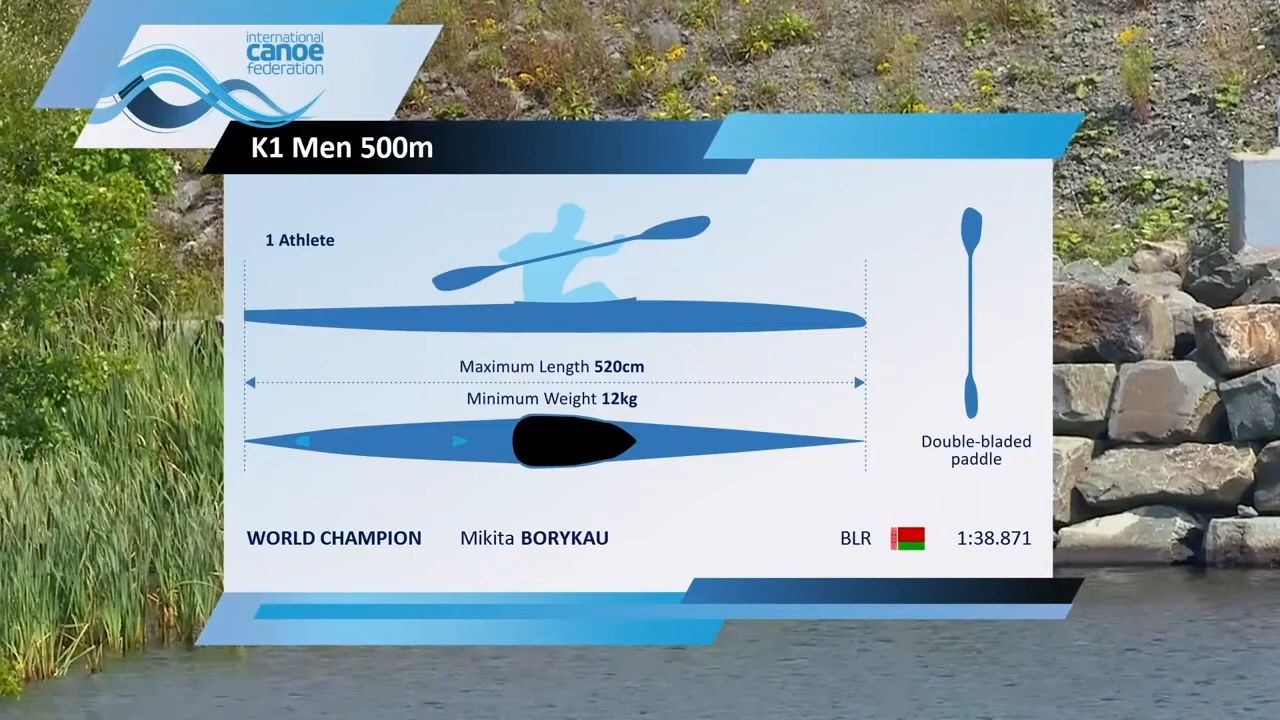 international
canoe
federation
K1 Men 500m
1 Athlete
Maximum Length 520cm
Minimum Weight 12kg
Double-bladed
paddle
WORLD CHAMPION Mikita BORYKAU BLR 1:38.871